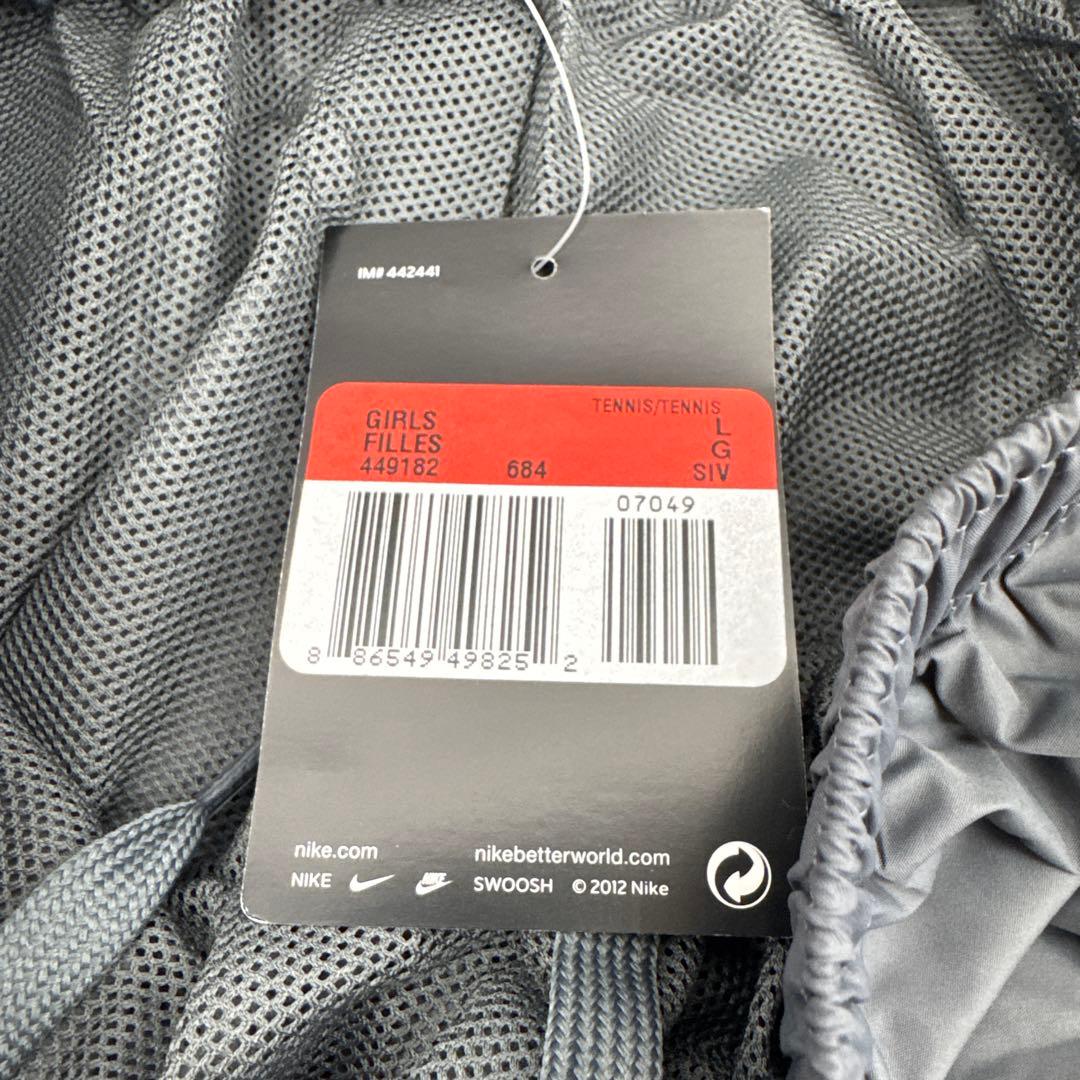 IM# 442441
TENNIS/TENNIS
GIRLS L
FILLES G
449182 684 SIV
07049
8 86549 49825 2
nike.com nikebetterworld.com
NIKE NIKE SWOOSH © 2012 Nike